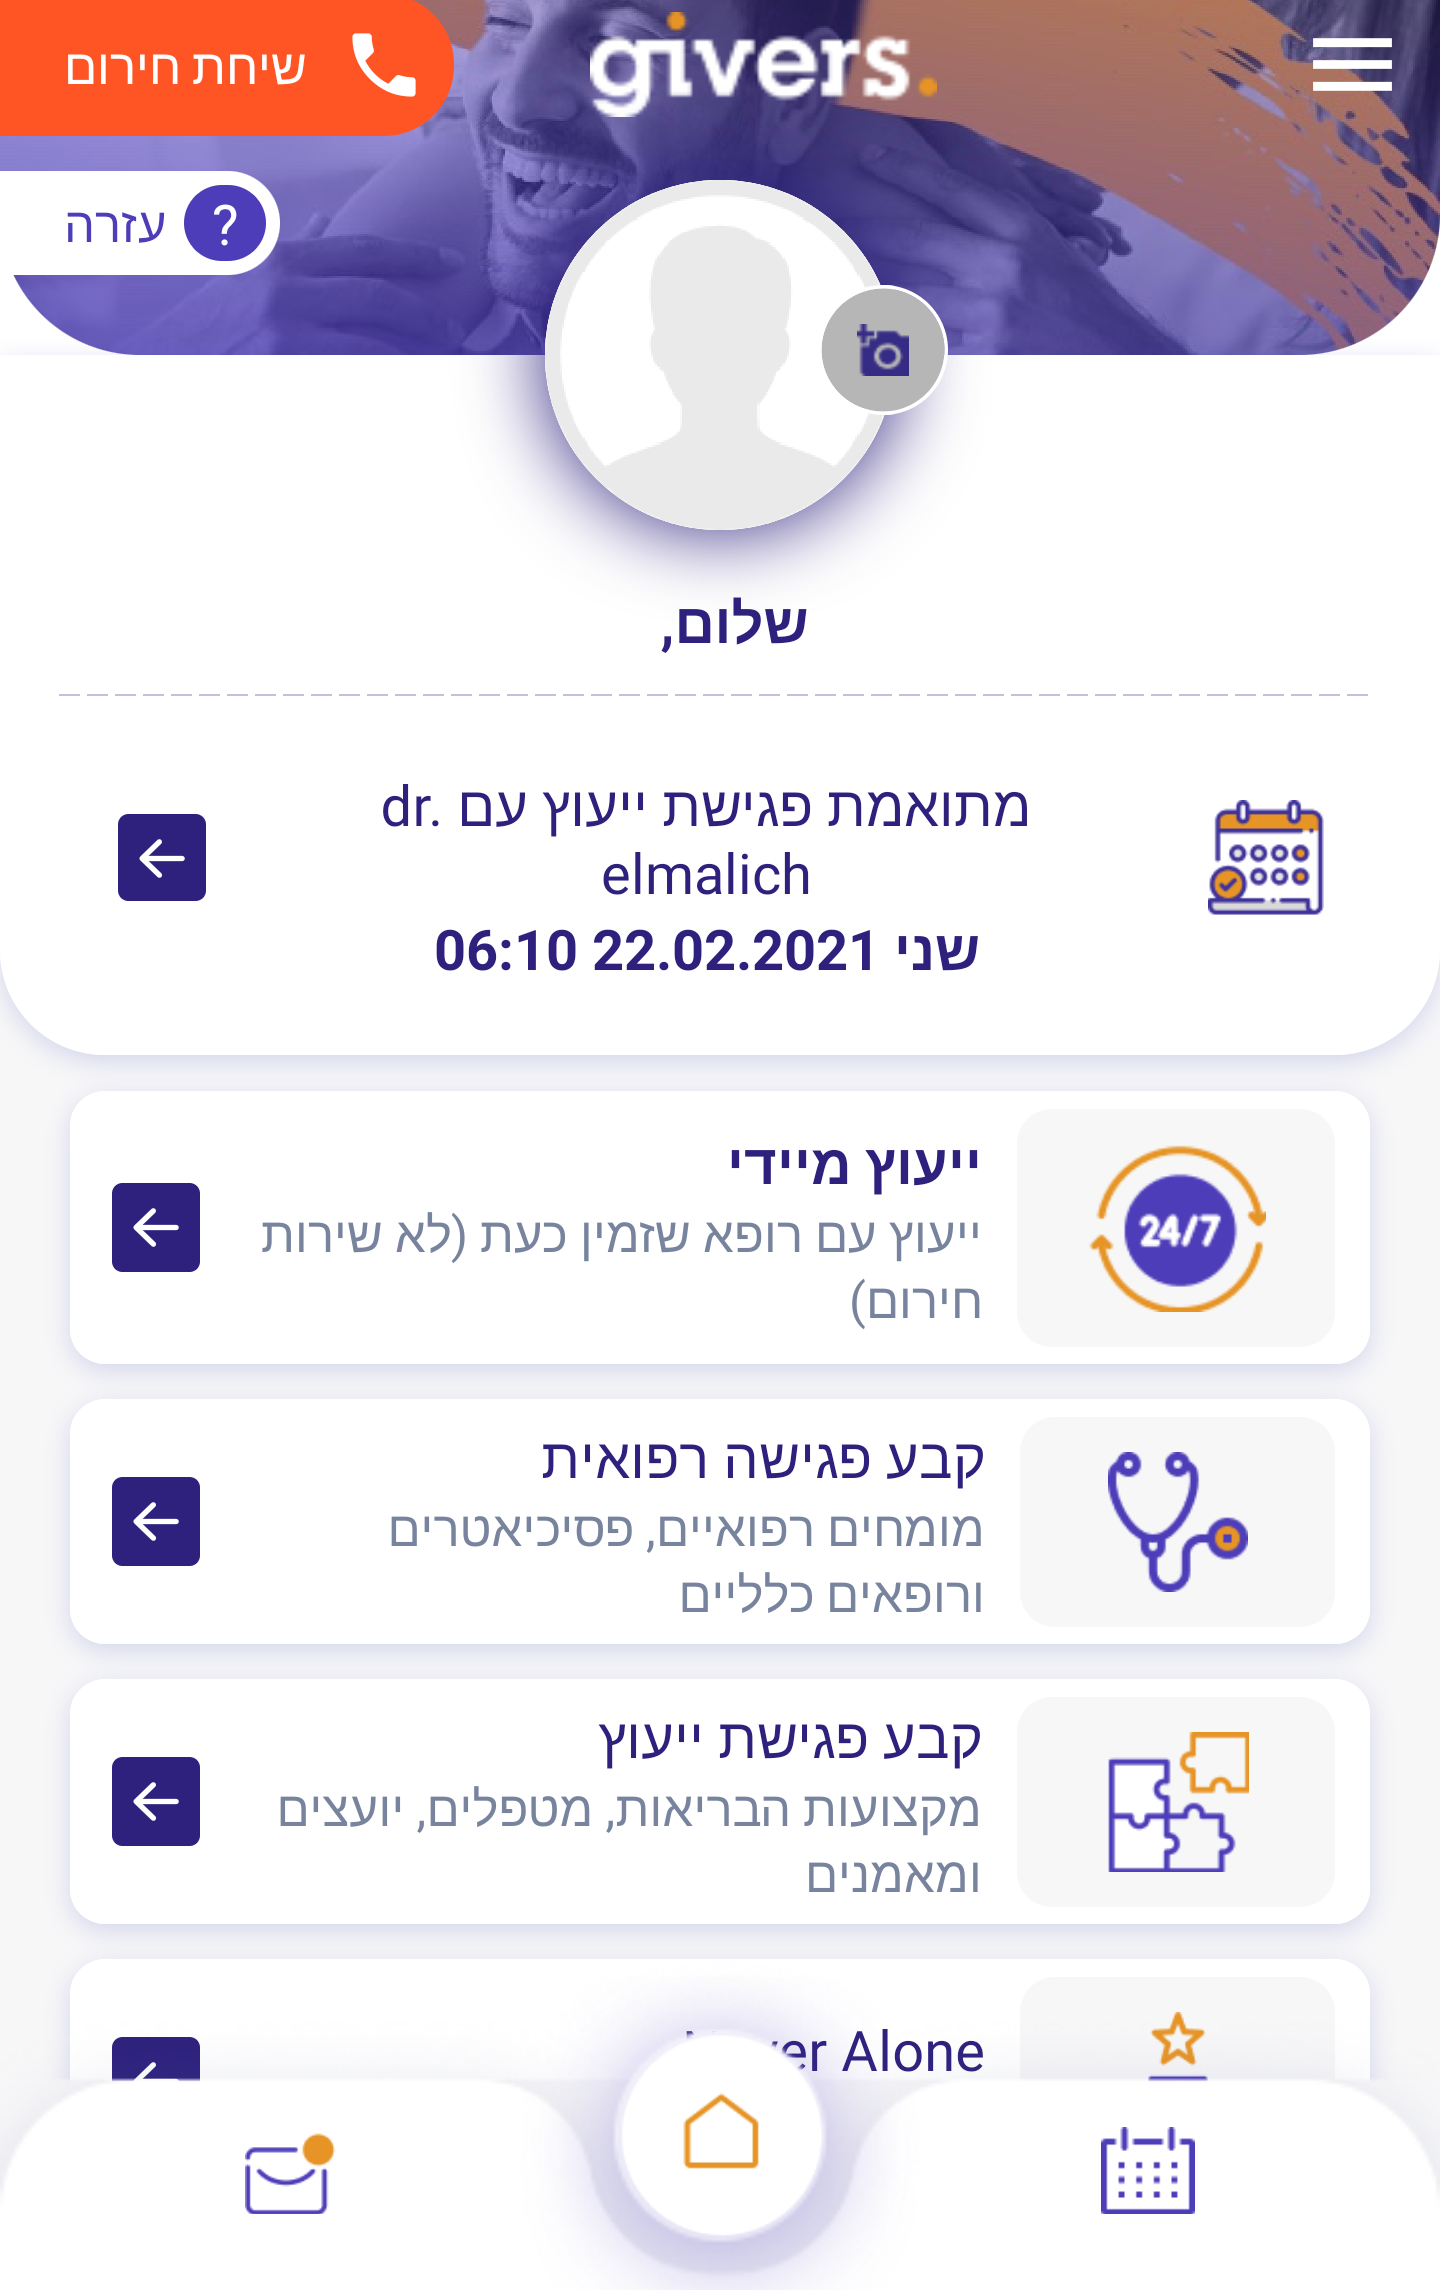 שיחת חירום
givers.
עזרה
?
שלום,
מתואמת פגישת ייעוץ עם dr.
elmalich
שני 22.02.2021 06:10
ייעוץ מיידי
ייעוץ עם רופא שזמין כעת (לא שירות
חירום)
24/7
קבע פגישה רפואית
מומחים רפואיים, פסיכיאטרים
ורופאים כלליים
קבע פגישת ייעוץ
מקצועות הבריאות, מטפלים, יועצים
ומאמנים
Alone